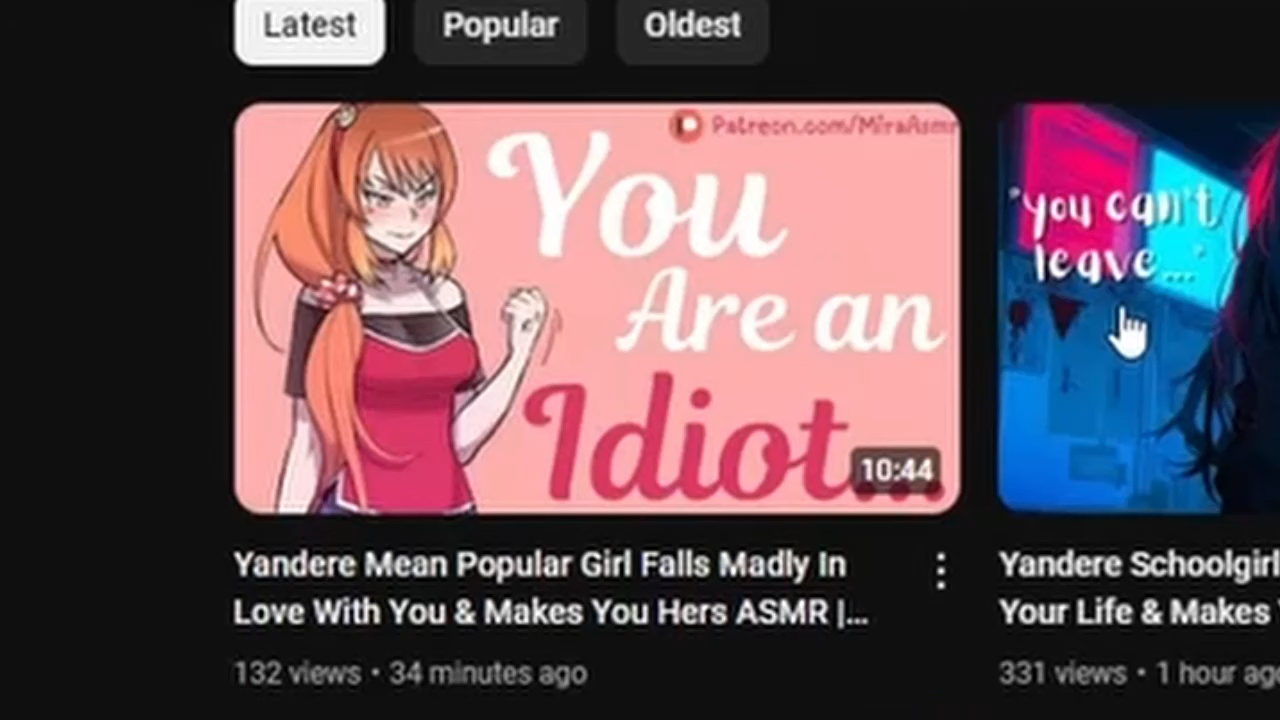 Latest Popular Oldest
Patreon.com/MiraAsmr
You
Are an
Idiot...
10:44
"you can't
leave..."
Yandere Mean Popular Girl Falls Madly In
Love With You & Makes You Hers ASMR |...
132 views • 34 minutes ago
Yandere Schoolgirl
Your Life & Makes
331 views • 1 hour ago